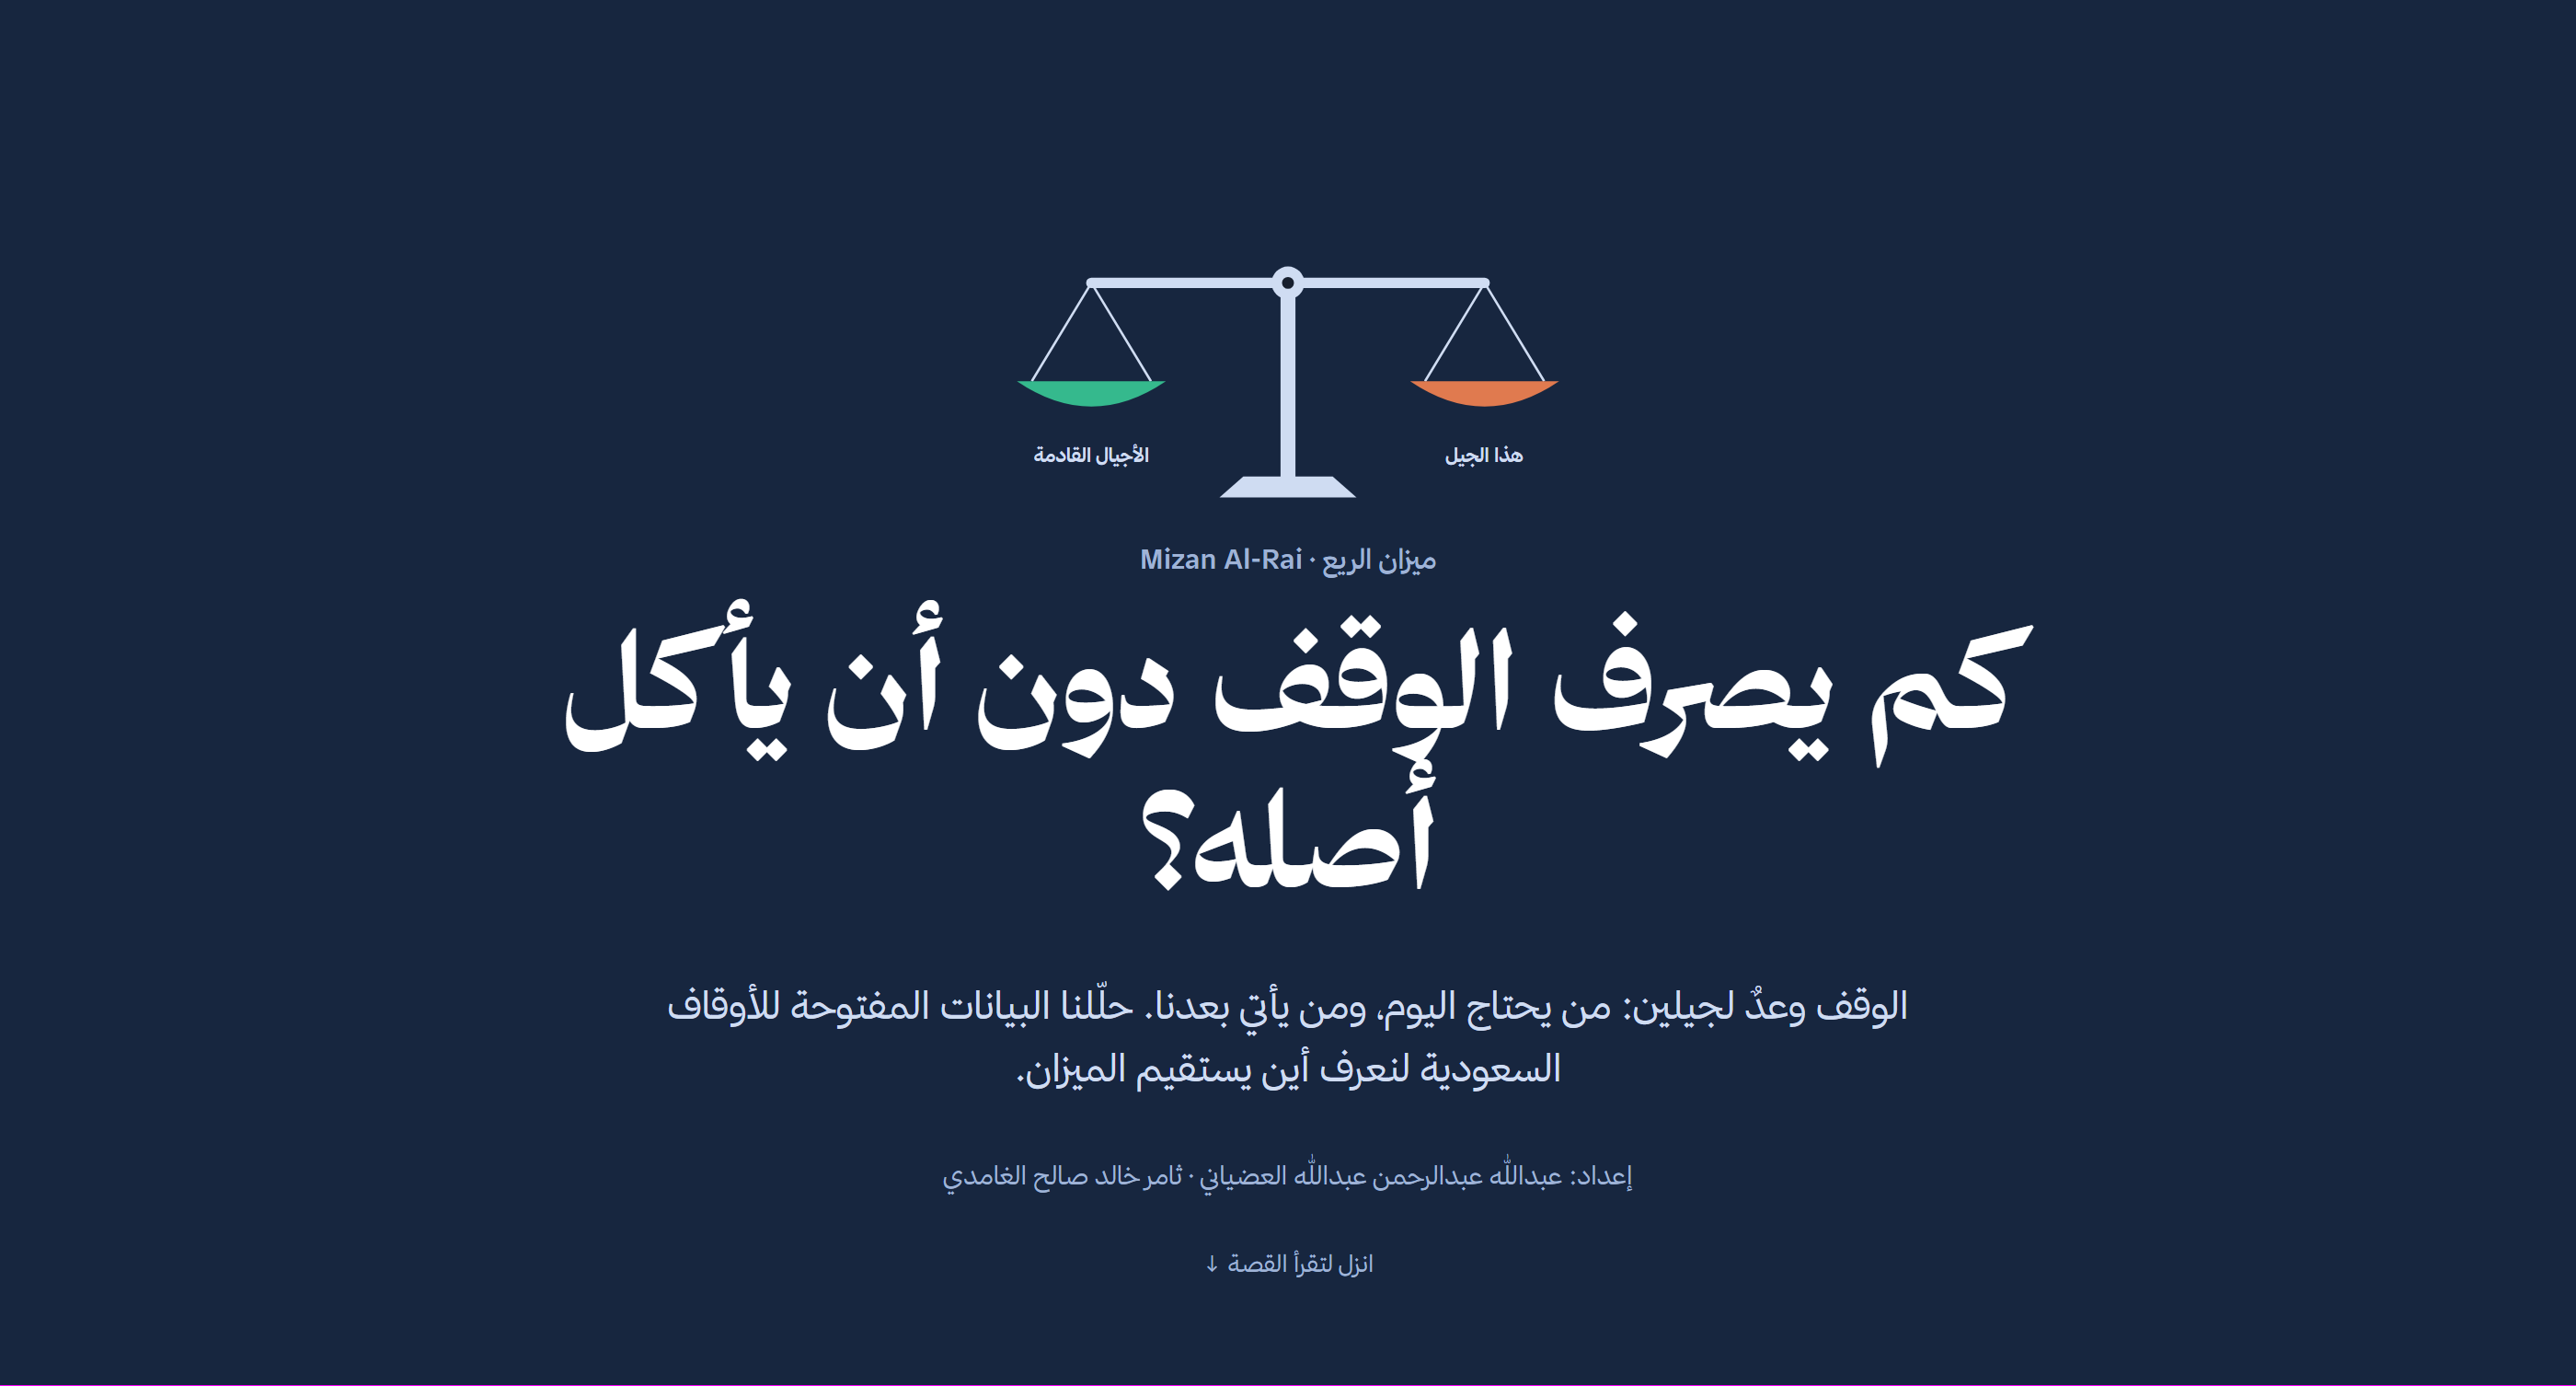 هذا الجيل
الأجيال القادمة
ميزان الريع · Mizan Al-Rai
كم يصرف الوقف دون أن يأكل
أصله؟
الوقف وعدٌ لجيلين: من يحتاج اليوم، ومن يأتي بعدنا. حلّلنا البيانات المفتوحة للأوقاف
السعودية لنعرف أين يستقيم الميزان.
إعداد: عبدالله عبدالرحمن عبدالله العضياني · ثامر خالد صالح الغامدي
انزل لتقرأ القصة ↓